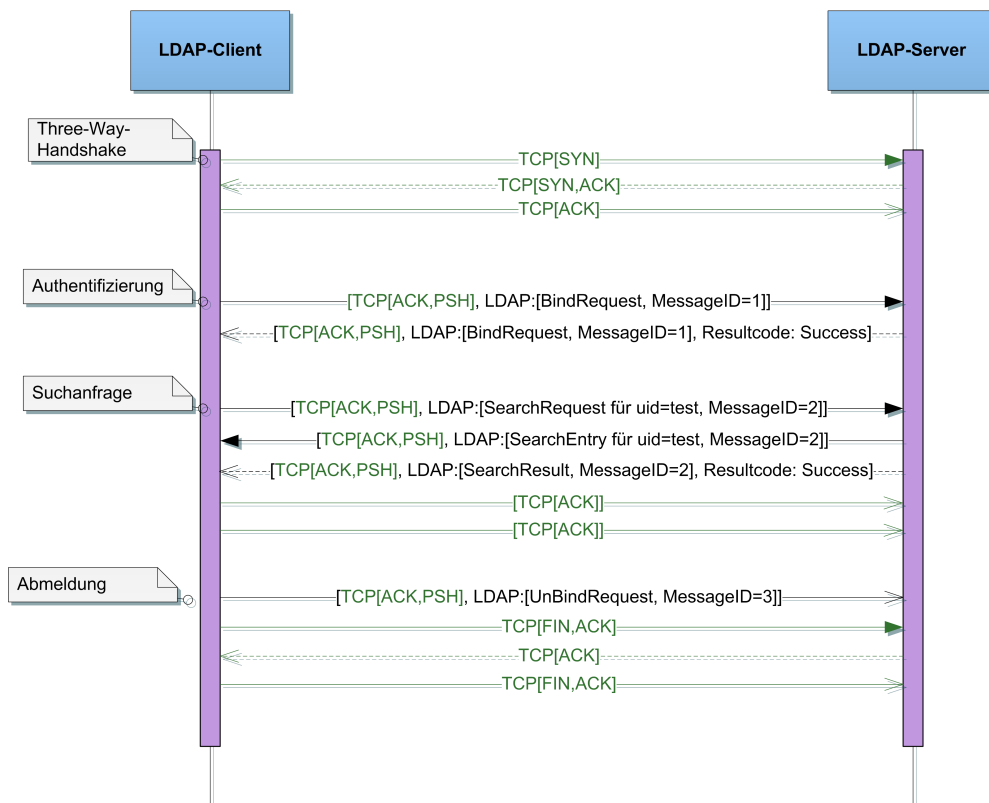 LDAP-Client
LDAP-Server
Three-Way-
Handshake
TCP[SYN]
TCP[SYN,ACK]
TCP[ACK]
Authentifizierung
[TCP[ACK,PSH], LDAP:[BindRequest, MessageID=1]]
[TCP[ACK,PSH], LDAP:[BindRequest, MessageID=1], Resultcode: Success]
Suchanfrage
[TCP[ACK,PSH], LDAP:[SearchRequest für uid=test, MessageID=2]]
[TCP[ACK,PSH], LDAP:[SearchEntry für uid=test, MessageID=2]]
[TCP[ACK,PSH], LDAP:[SearchResult, MessageID=2], Resultcode: Success]
[TCP[ACK]]
[TCP[ACK]]
Abmeldung
[TCP[ACK,PSH], LDAP:[UnBindRequest, MessageID=3]]
TCP[FIN,ACK]
TCP[ACK]
TCP[FIN,ACK]